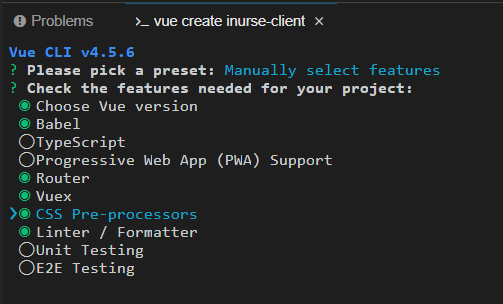 Problems
>_ vue create inurse-client ×
Vue CLI v4.5.6
? Please pick a preset: Manually select features
? Check the features needed for your project:
◉ Choose Vue version
◉ Babel
◯TypeScript
◯Progressive Web App (PWA) Support
◉ Router
◉ Vuex
❯◉ CSS Pre-processors
◉ Linter / Formatter
◯Unit Testing
◯E2E Testing